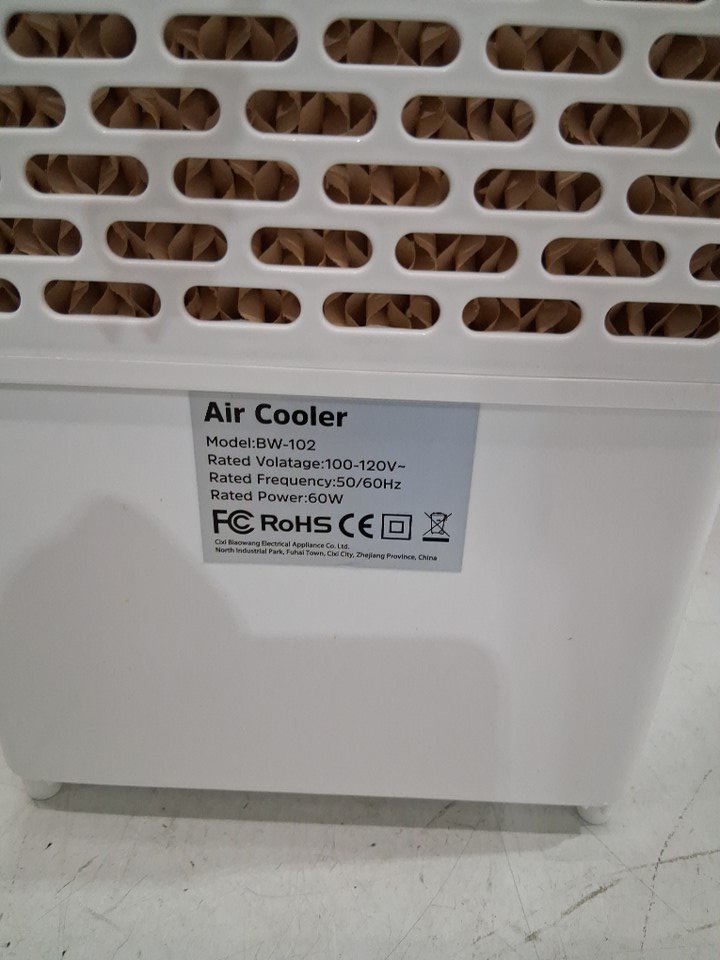 Air Cooler
Model:BW-102
Rated Volatage:100-120V~
Rated Frequency:50/60Hz
Rated Power:60W
FC RoHS CE
Cixi Biaowang Electrical Appliance Co. Ltd.
North Industrial Park, Fuhai Town, Cixi City, Zhejiang Province, China